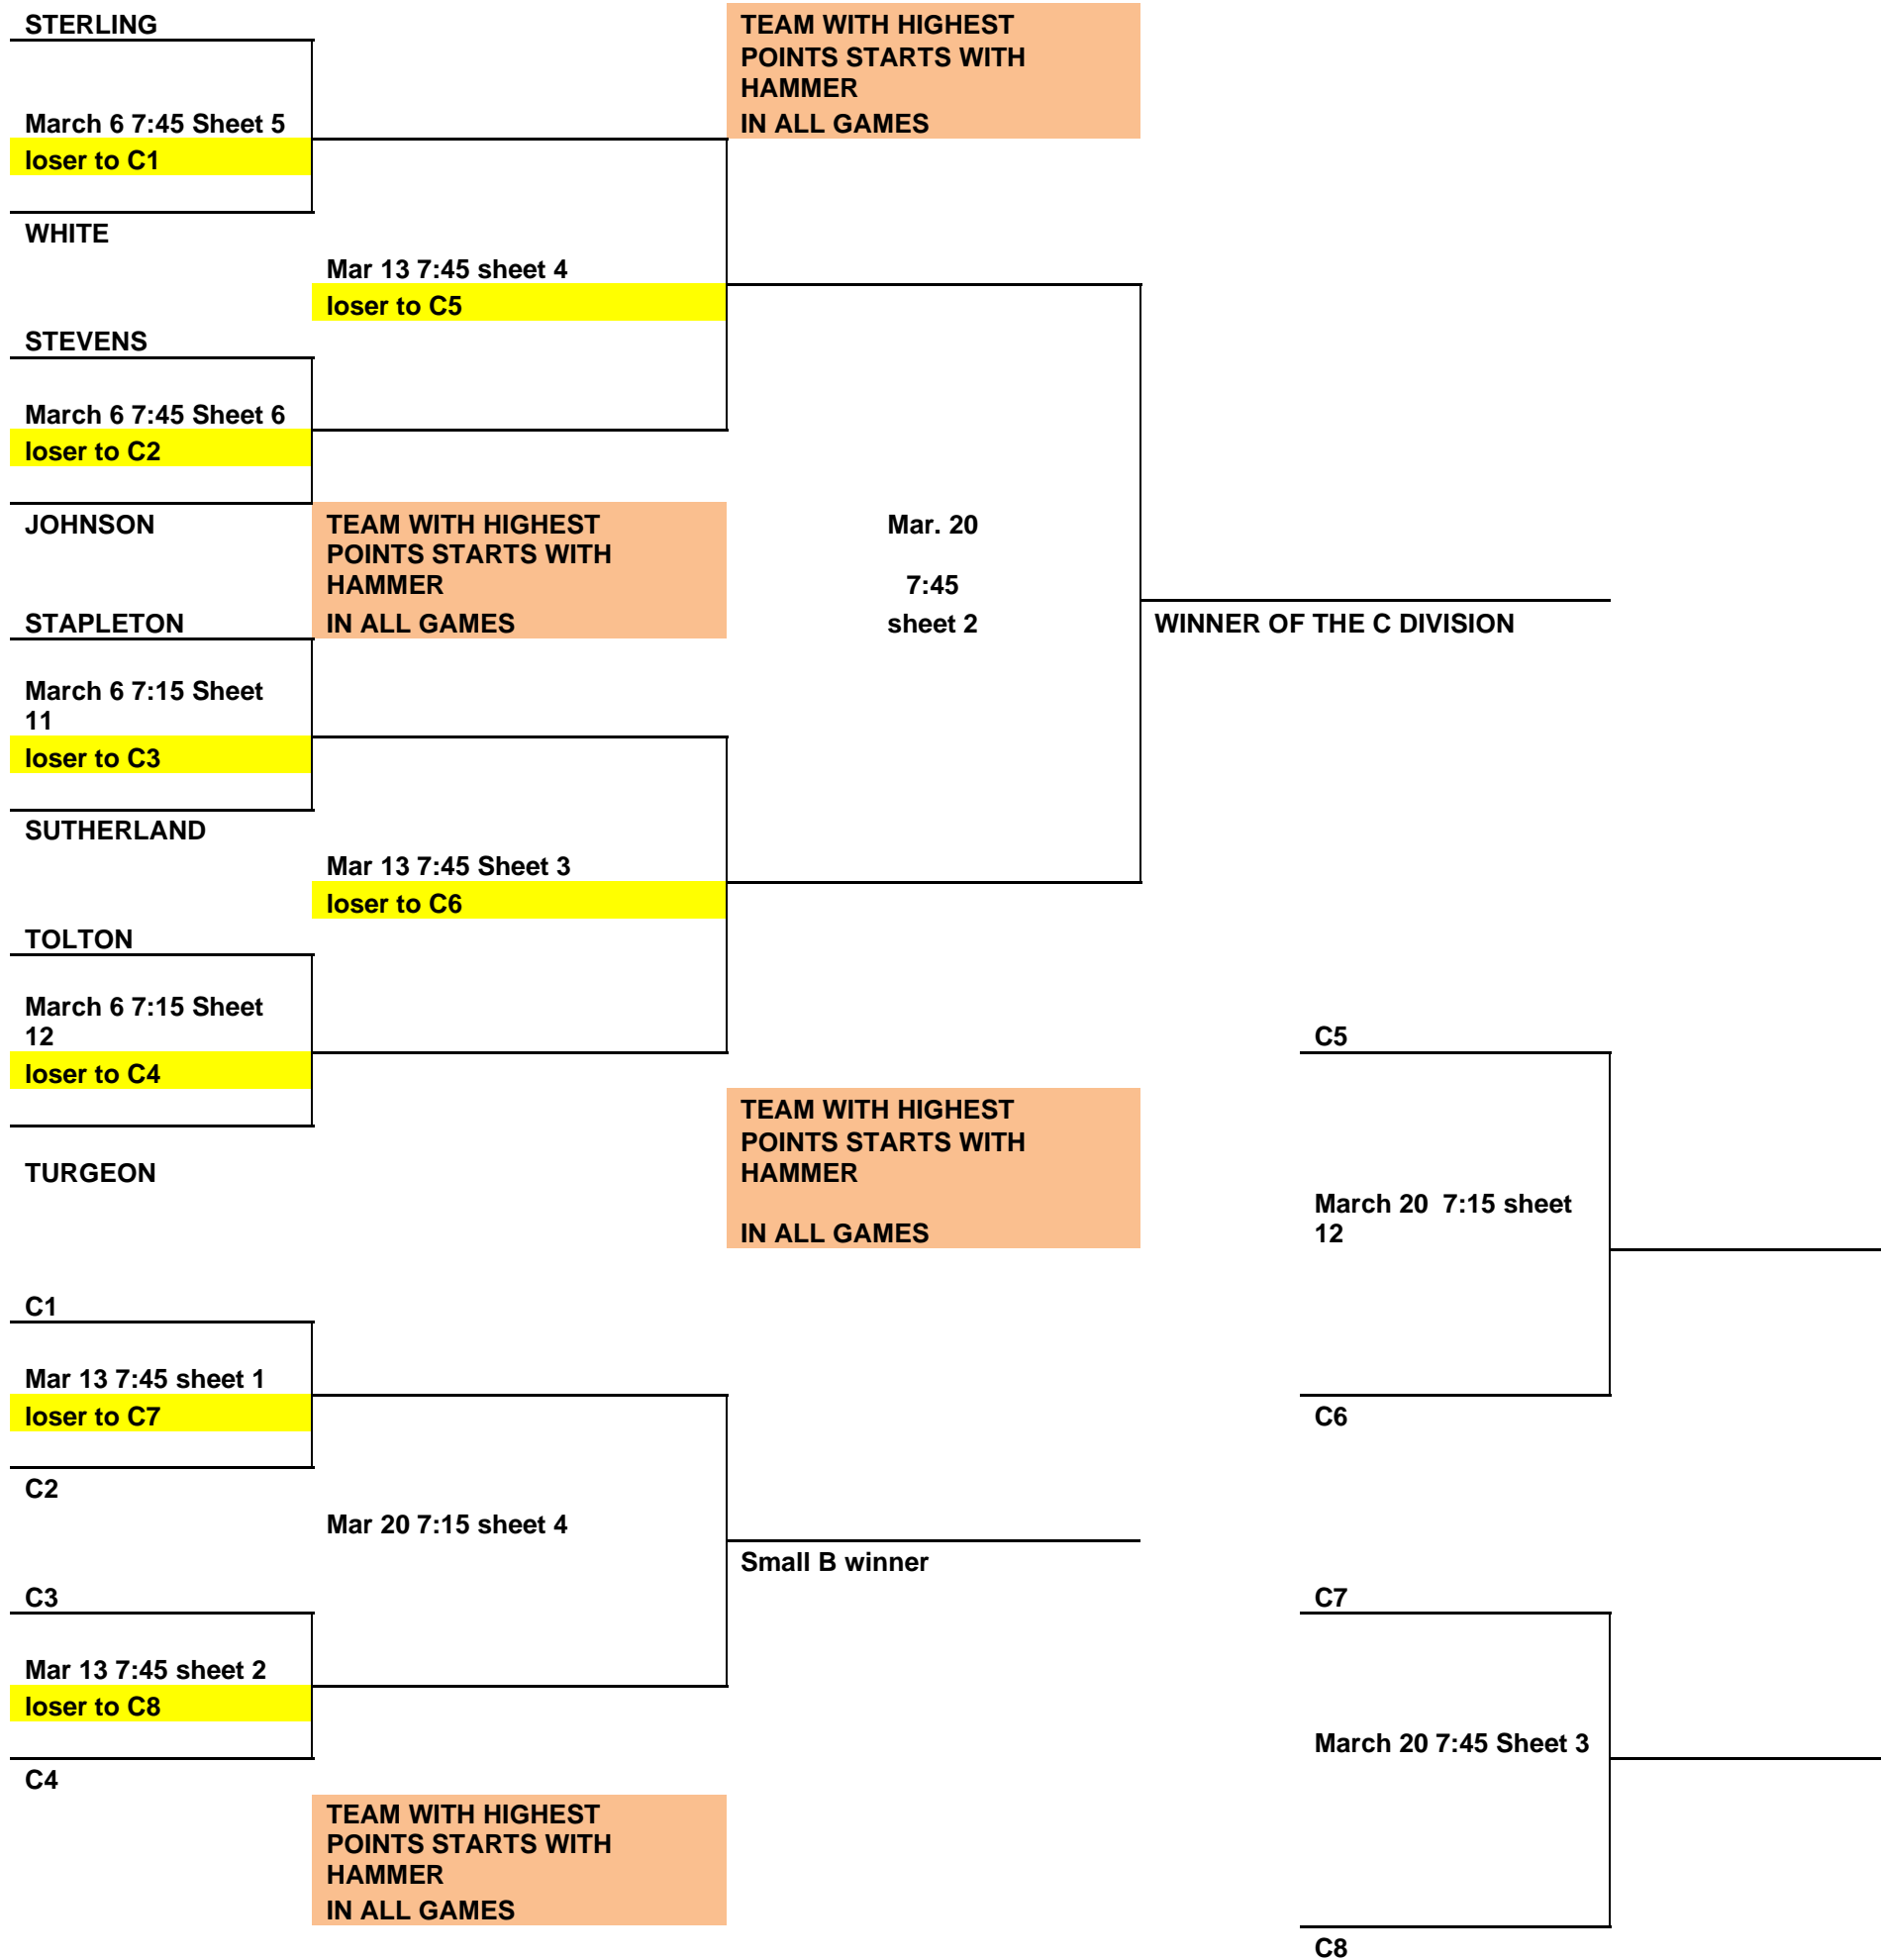 STERLING
TEAM WITH HIGHEST
POINTS STARTS WITH
HAMMER
IN ALL GAMES
March 6 7:45 Sheet 5
loser to C1
WHITE
Mar 13 7:45 sheet 4
loser to C5
STEVENS
March 6 7:45 Sheet 6
loser to C2
JOHNSON
TEAM WITH HIGHEST
POINTS STARTS WITH
HAMMER
IN ALL GAMES
Mar. 20
7:45
sheet 2
WINNER OF THE C DIVISION
STAPLETON
March 6 7:15 Sheet
11
loser to C3
SUTHERLAND
Mar 13 7:45 Sheet 3
loser to C6
TOLTON
March 6 7:15 Sheet
12
loser to C4
TURGEON
TEAM WITH HIGHEST
POINTS STARTS WITH
HAMMER
IN ALL GAMES
C5
March 20  7:15 sheet
12
C6
C1
Mar 13 7:45 sheet 1
loser to C7
C2
Mar 20 7:15 sheet 4
Small B winner
C3
Mar 13 7:45 sheet 2
loser to C8
C4
C7
March 20 7:45 Sheet 3
C8
TEAM WITH HIGHEST
POINTS STARTS WITH
HAMMER
IN ALL GAMES